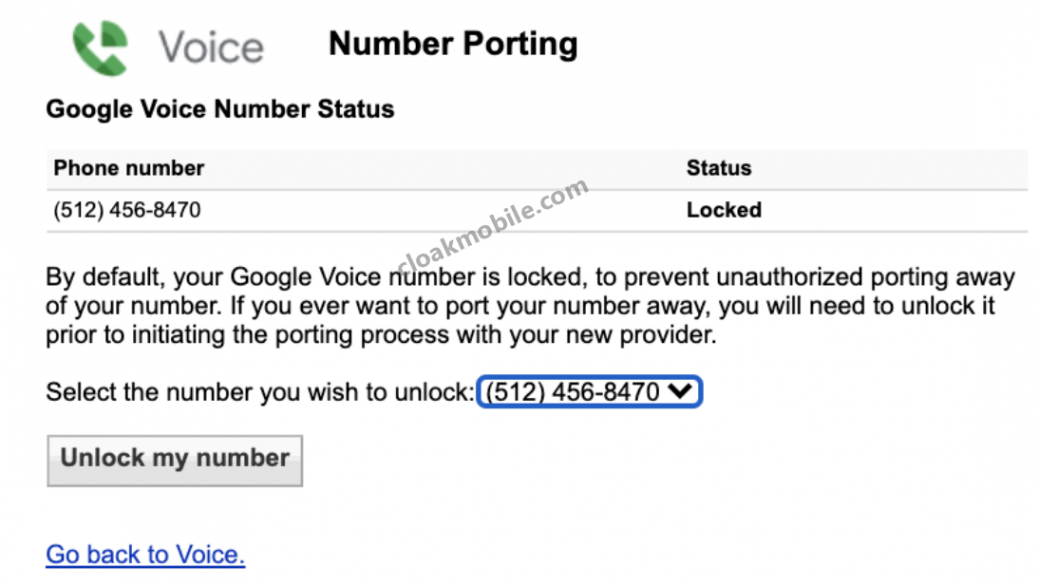 Voice Number Porting
Google Voice Number Status
Phone number Status
(512) 456-8470 Locked
cloakmobile.com
By default, your Google Voice number is locked, to prevent unauthorized porting away
of your number. If you ever want to port your number away, you will need to unlock it
prior to initiating the porting process with your new provider.
Select the number you wish to unlock: (512) 456-8470
Unlock my number
Go back to Voice.